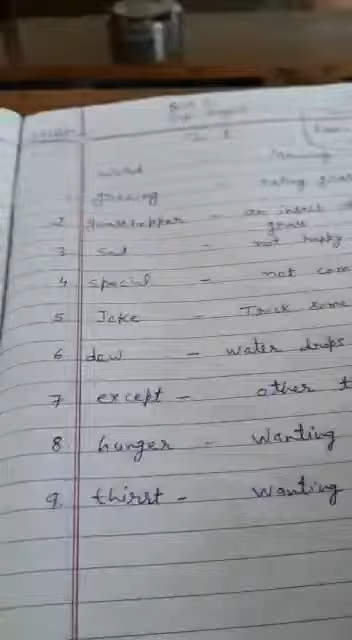 word
grazing - eating grass
2 grasshopper - an insect
grass
3 sad - not happy
4 special - not com
5 Joke - Trick some
6 dew - water drops
7 except - other t
8. hunger - Wanting
9. thirst - Wanting